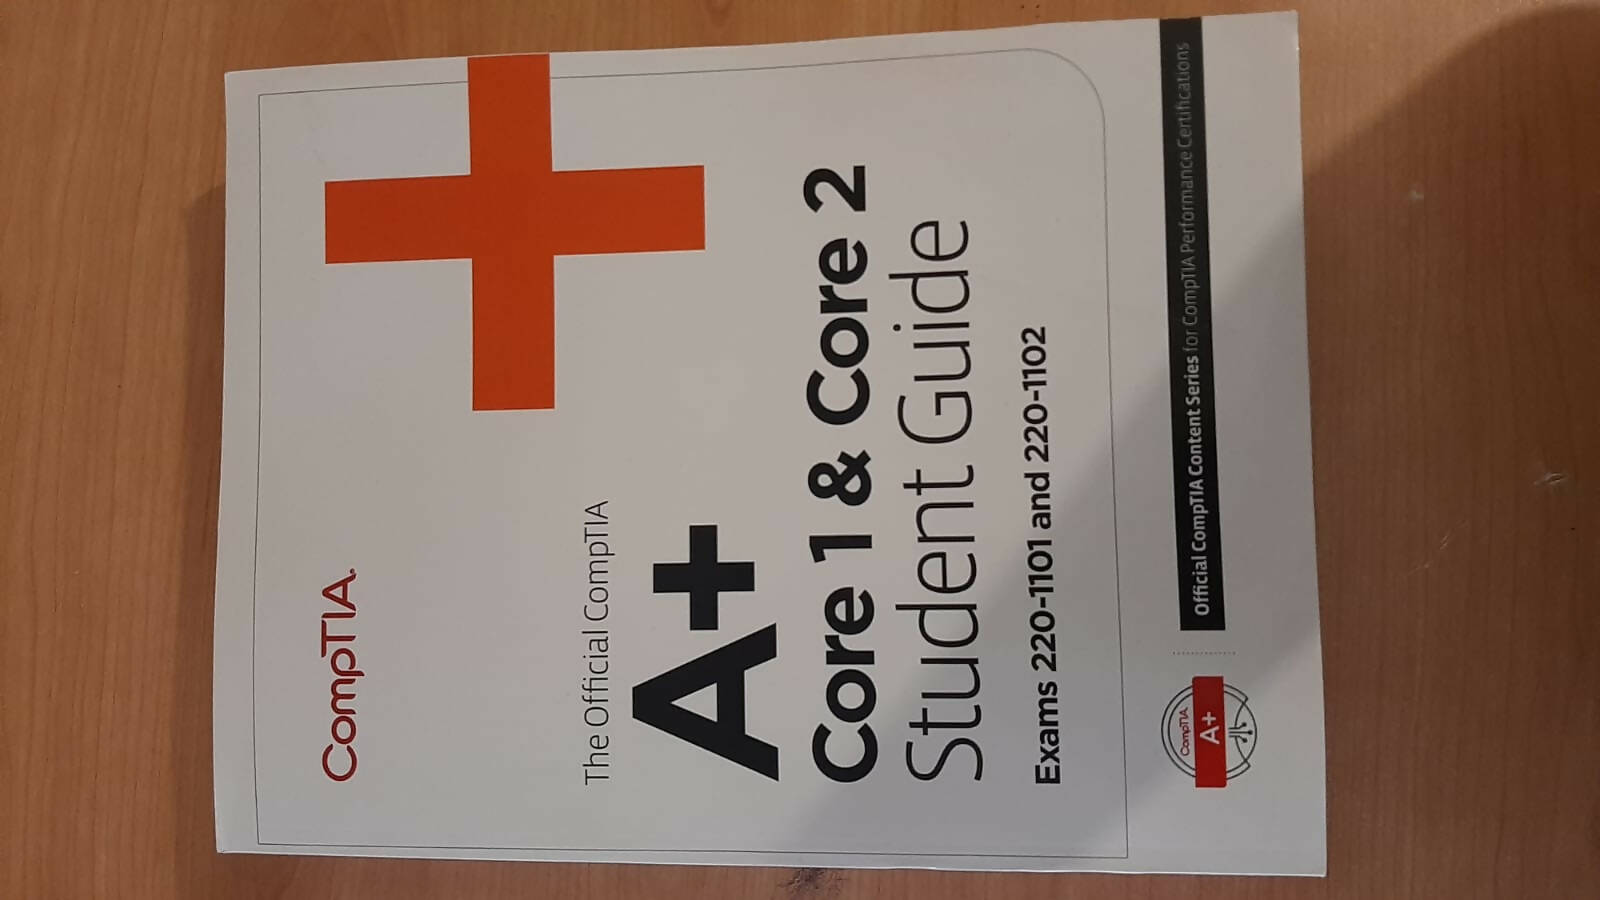 CompTIA.
The Official CompTIA
A+
Core 1 & Core 2
Student Guide
Exams 220-1101 and 220-1102
CompTIA
A+
Official CompTIA Content Series for CompTIA Performance Certifications